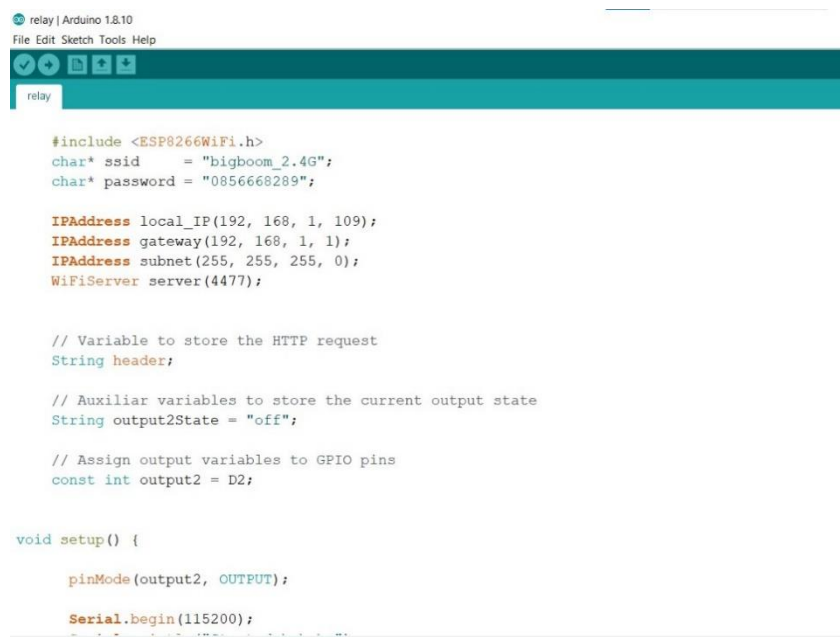 relay | Arduino 1.8.10
File Edit Sketch Tools Help
relay
#include <ESP8266WiFi.h>
char* ssid     = "bigboom_2.4G";
char* password = "0856668289";
IPAddress local_IP(192, 168, 1, 109);
IPAddress gateway(192, 168, 1, 1);
IPAddress subnet(255, 255, 255, 0);
WiFiServer server(4477);
// Variable to store the HTTP request
String header;
// Auxiliar variables to store the current output state
String output2State = "off";
// Assign output variables to GPIO pins
const int output2 = D2;
void setup() {
pinMode(output2, OUTPUT);
Serial.begin(115200);